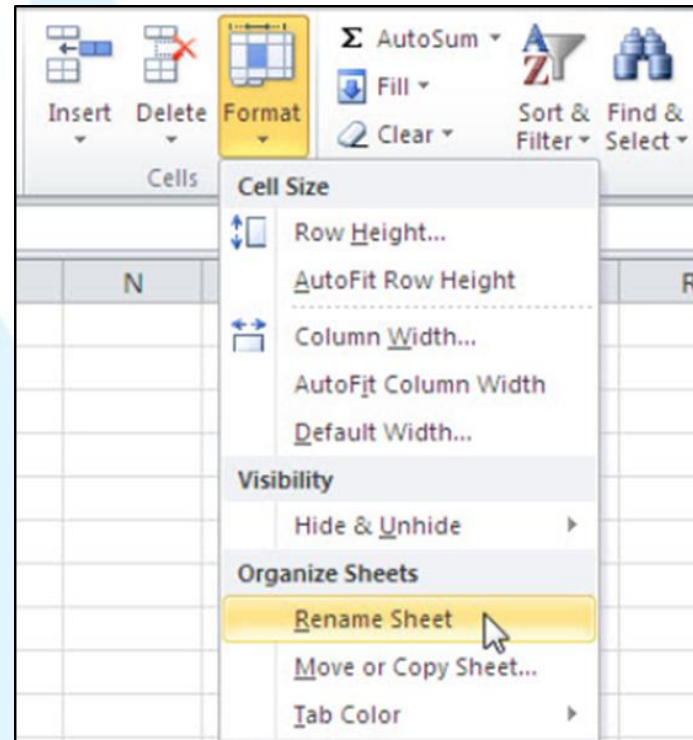 Σ AutoSum
Fill
Clear
Insert Delete Format
Sort & Filter
Find & Select
Cells
N
R
Cell Size
Row Height...
AutoFit Row Height
Column Width...
AutoFit Column Width
Default Width...
Visibility
Hide & Unhide
Organize Sheets
Rename Sheet
Move or Copy Sheet...
Tab Color